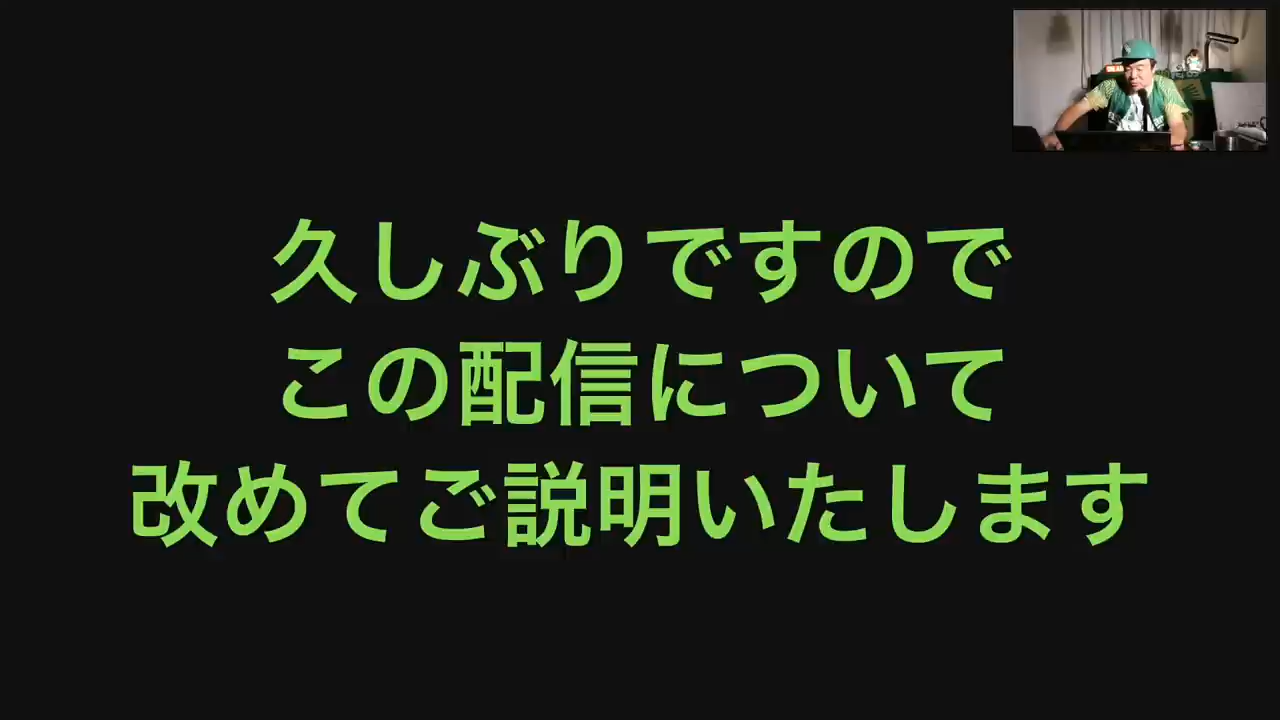 久しぶりですので
この配信について
改めてご説明いたします